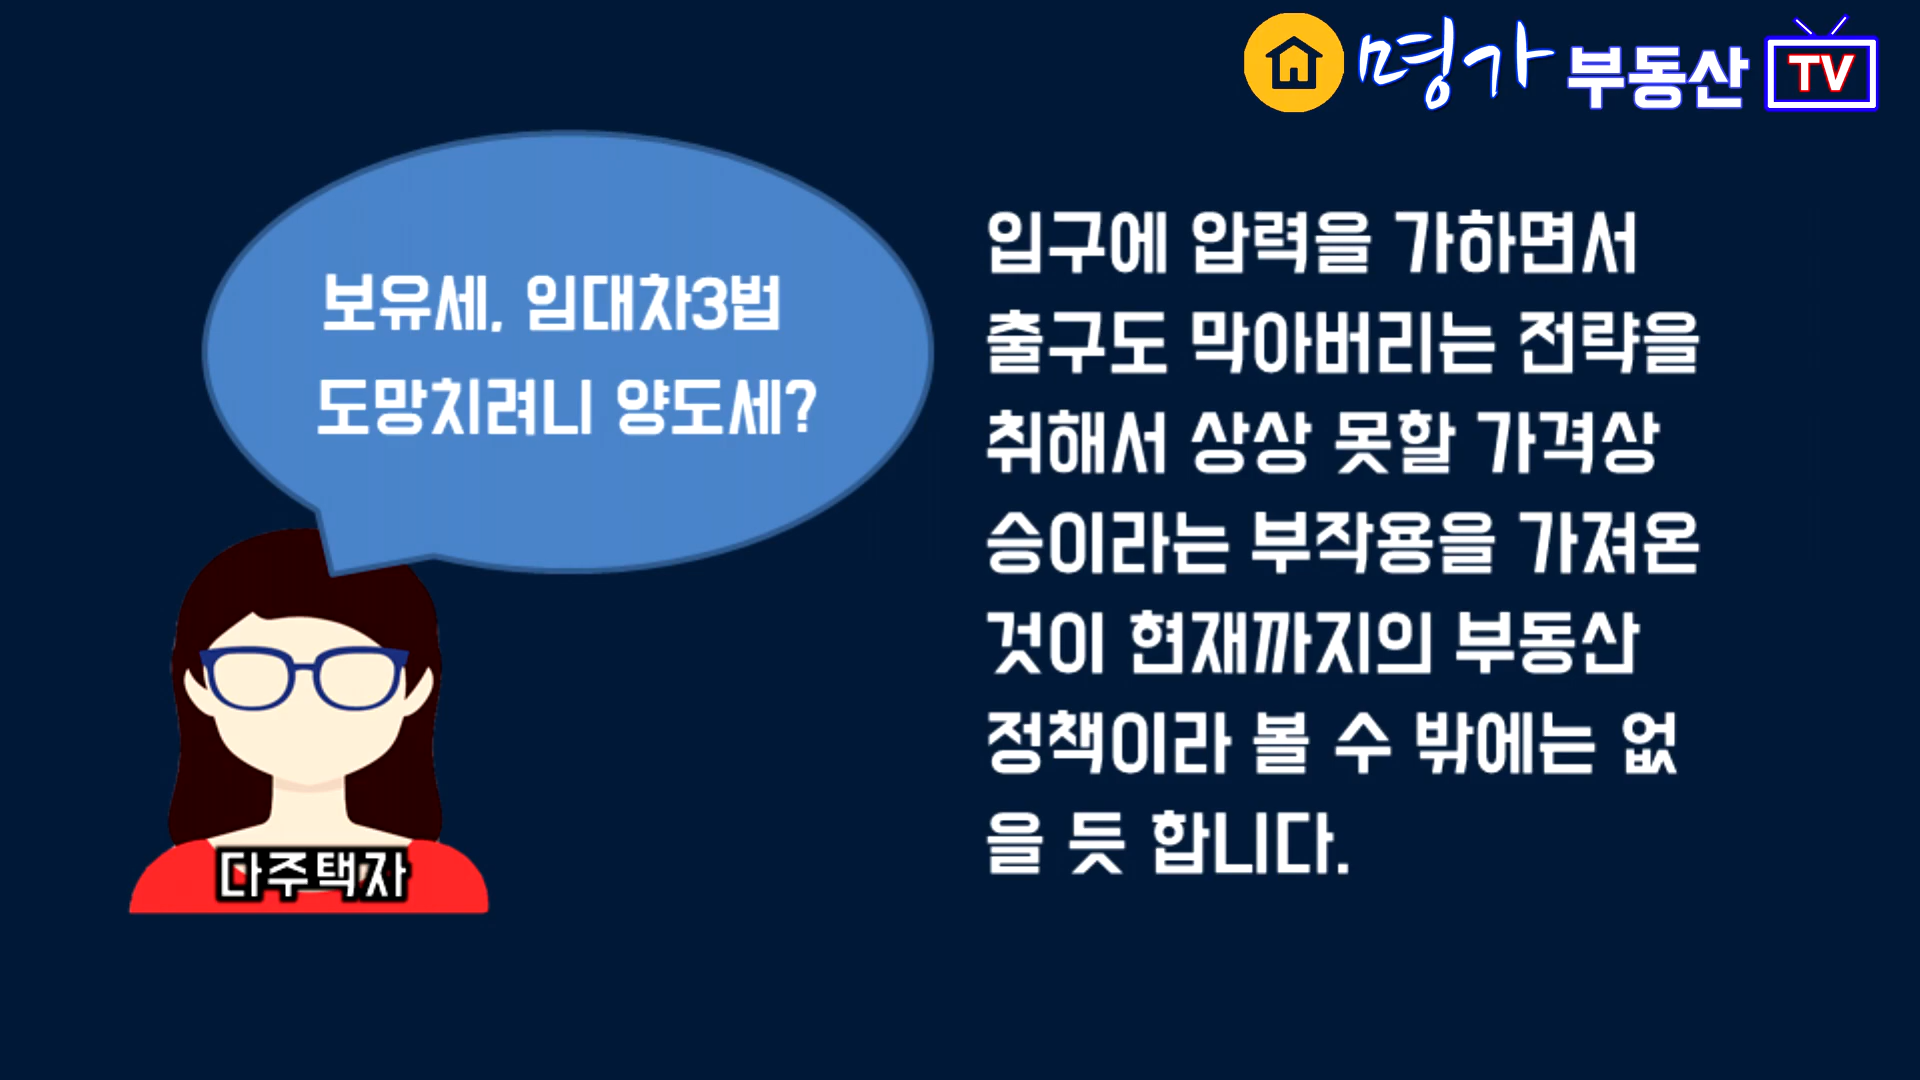 명가 부동산 TV
보유세, 임대차3법
도망치려니 양도세?
입구에 압력을 가하면서
출구도 막아버리는 전략을
취해서 상상 못할 가격상
승이라는 부작용을 가져온
것이 현재까지의 부동산
정책이라 볼 수 밖에는 없
을 듯 합니다.
다주택자